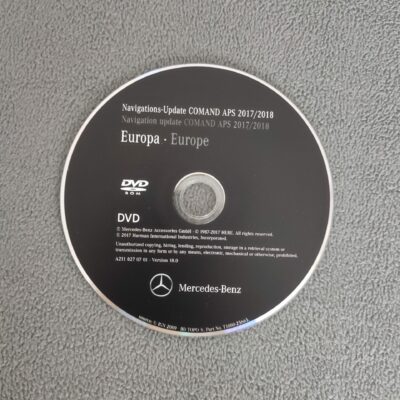 Navigations-Update COMAND APS 2017/2018
Navigation update COMAND APS 2017/2018
Europa · Europe
DVD
ROM
DVD
© Mercedes-Benz Accessories GmbH · © 1987-2017 HERE. All rights reserved.
© 2017 Harman International Industries, Incorporated.
Unauthorized copying, hiring, lending, reproduction, storage in a retrieval system or
transmission in any form or by any means, electronic, mechanical or otherwise, prohibited.
A211 827 07 01 - Version 18.0
Mercedes-Benz